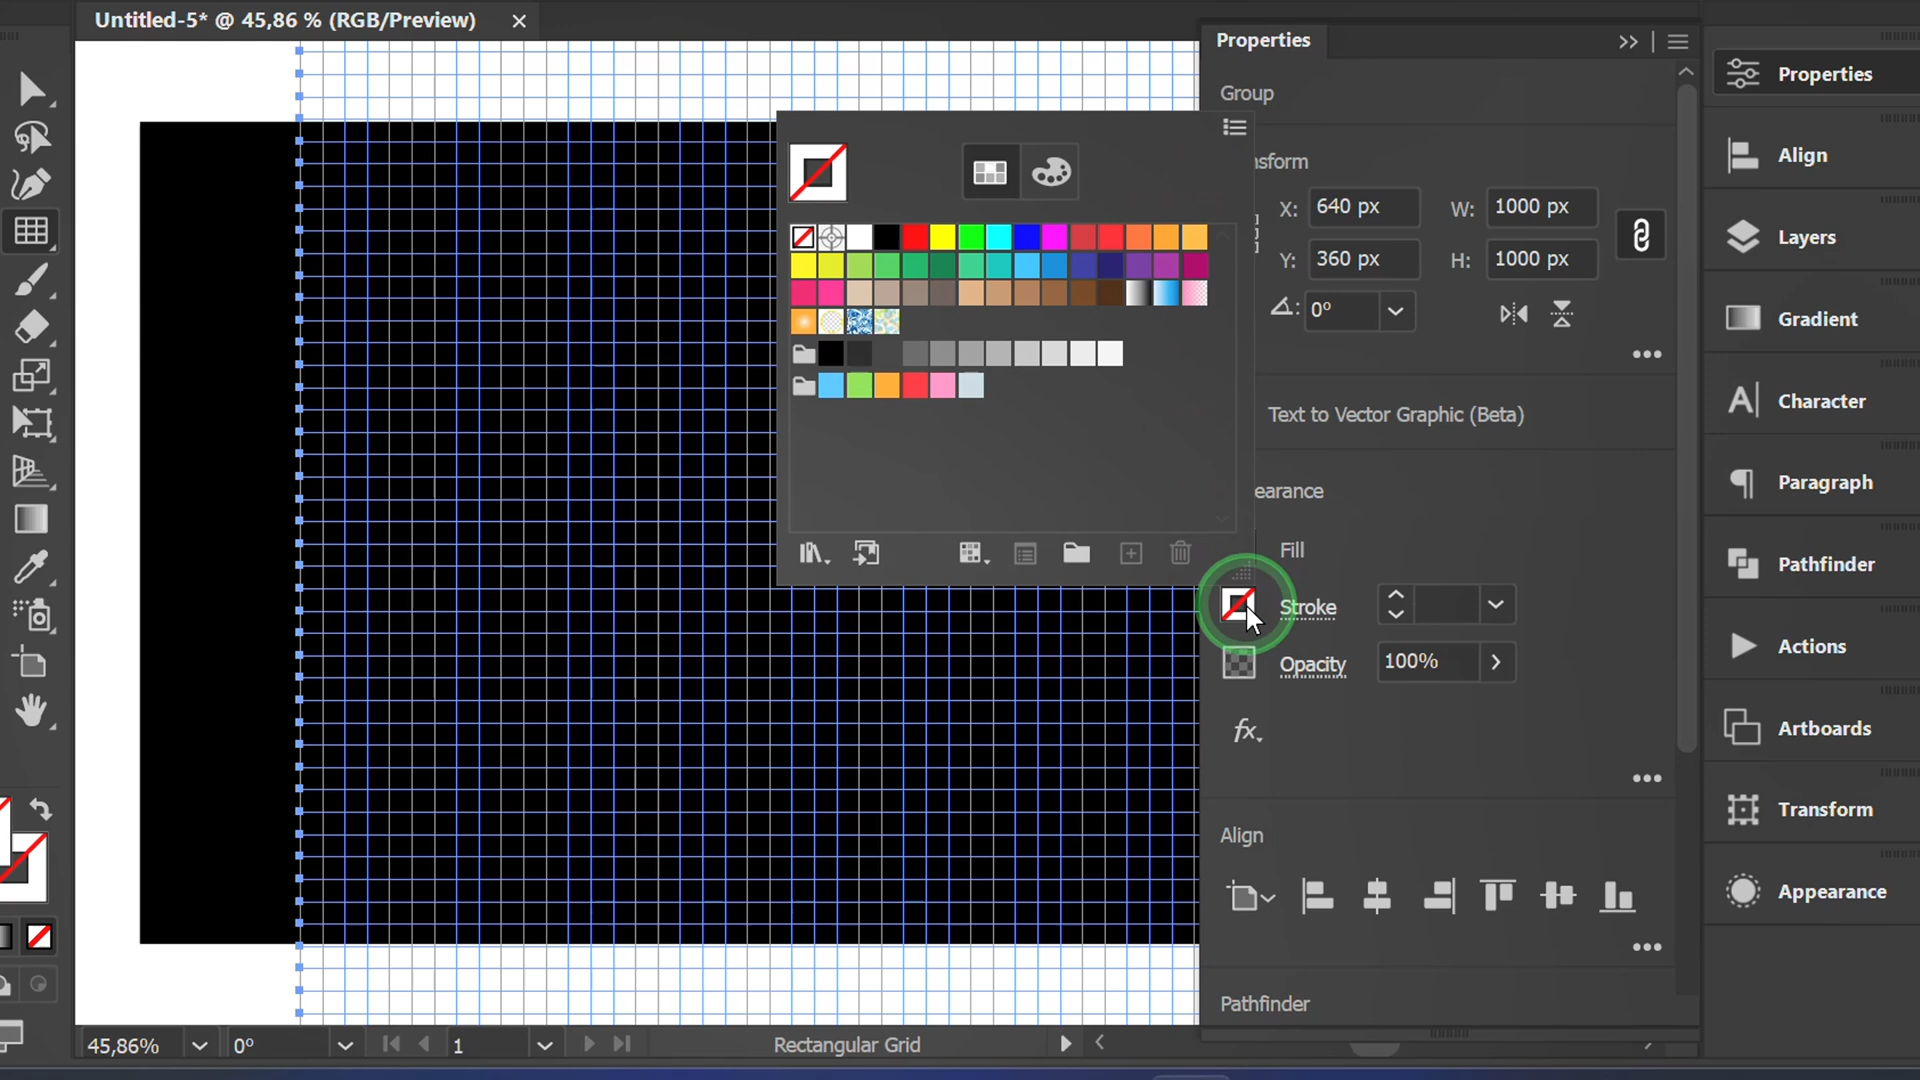 Untitled-5* @ 45,86 % (RGB/Preview)
Properties
Group
nsform
X: 640 px W: 1000 px
Y: 360 px H: 1000 px
0°
Text to Vector Graphic (Beta)
earance
Fill
Stroke
Opacity 100%
fx
Align
Pathfinder
Properties
Align
Layers
Gradient
Character
Paragraph
Pathfinder
Actions
Artboards
Transform
Appearance
45,86% 0° 1 Rectangular Grid